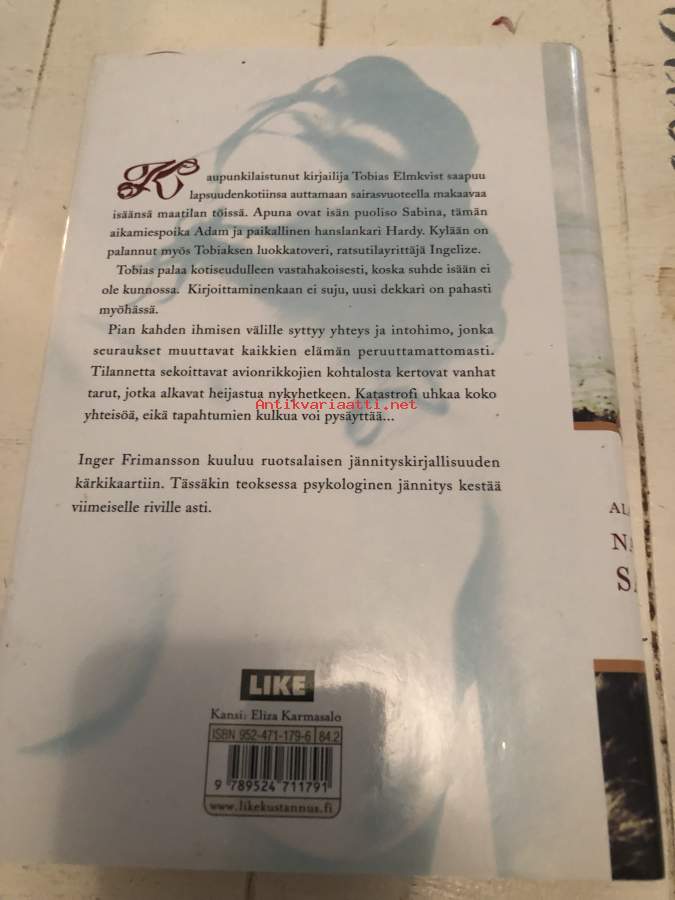 Kaupunkilaistunut kirjailija Tobias Elmkvist saapuu
lapsuudenkotiinsa auttamaan sairasvuoteella makaavaa
isäänsä maatilan töissä. Apuna ovat isän puoliso Sabina, tämän
aikamiespoika Adam ja paikallinen hanslankari Hardy. Kylään on
palannut myös Tobiaksen luokkatoveri, ratsutilayrittäjä Ingelize.
Tobias palaa kotiseudulleen vastahakoisesti, koska suhde isään ei
ole kunnossa. Kirjoittaminenkaan ei suju, uusi dekkari on pahasti
myöhässä.
Pian kahden ihmisen välille syttyy yhteys ja intohimo, jonka
seuraukset muuttavat kaikkien elämän peruuttamattomasti.
Tilannetta sekoittavat avionrikkojien kohtalosta kertovat vanhat
tarut, jotka alkavat heijastua nykyhetkeen. Katastrofi uhkaa koko
Antikvariaatti.net
yhteisöä, eikä tapahtumien kulkua voi pysäyttää...
Inger Frimansson kuuluu ruotsalaisen jännityskirjallisuuden
kärkikaartiin. Tässäkin teoksessa psykologinen jännitys kestää
viimeiselle riville asti.
LIKE
Kansi: Eliza Karmasalo
ISBN 952-471-179-6 84.2
9 789524 711791
www.likekustannus.fi